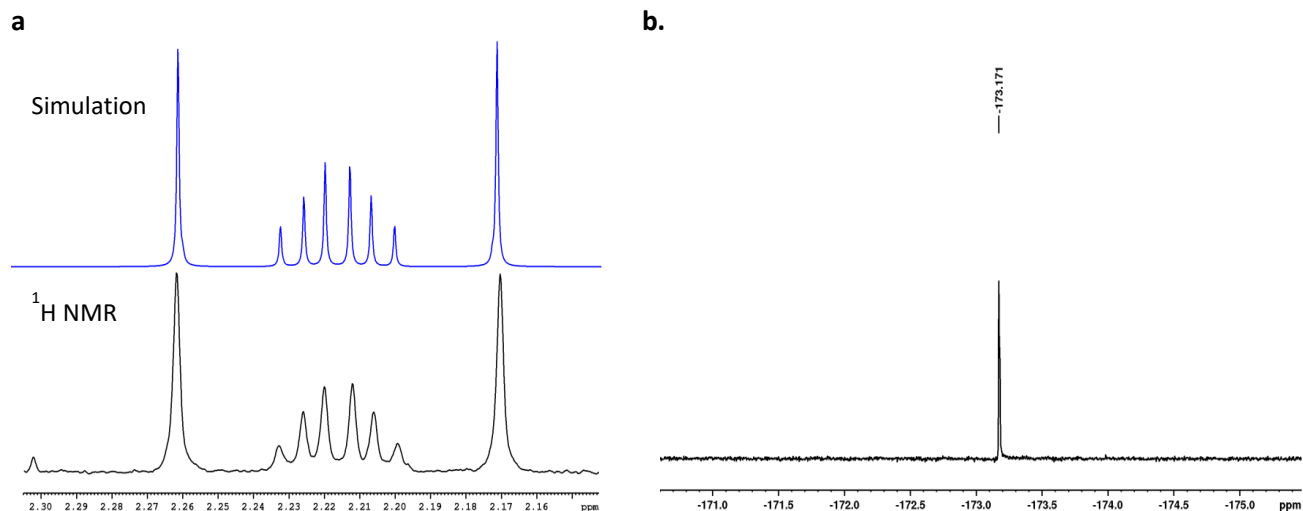 a
Simulation
1H NMR
2.30 2.29 2.28 2.27 2.26 2.25 2.24 2.23 2.22 2.21 2.20 2.19 2.18 2.17 2.16 ppm
b.
-173.171
-171.0 -171.5 -172.0 -172.5 -173.0 -173.5 -174.0 -174.5 -175.0 ppm